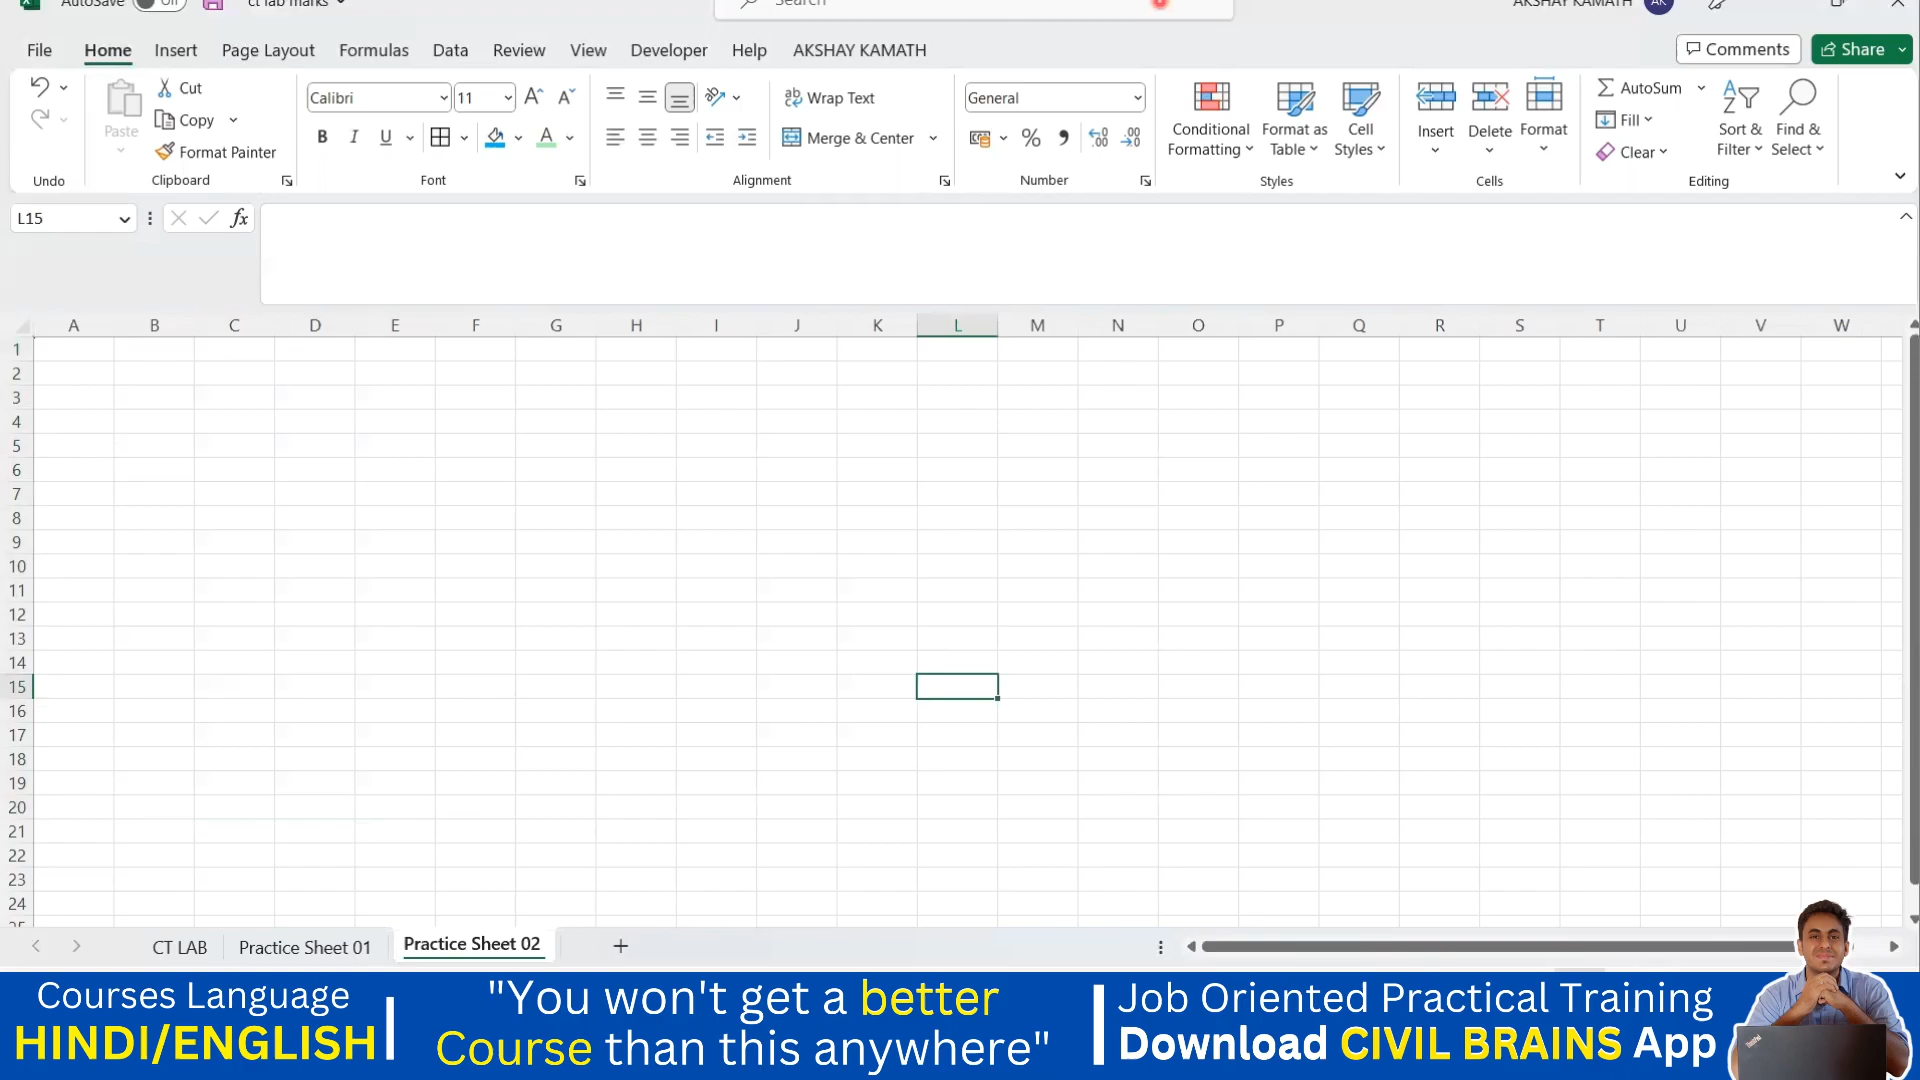 AutoSave Off ct lab marks Search AKSHAY KAMATH AK
File Home Insert Page Layout Formulas Data Review View Developer Help AKSHAY KAMATH Comments Share
Cut Calibri 11 ab Wrap Text General AutoSum
Paste Copy Conditional Formatting Format as Table Cell Styles Insert Delete Format Fill Sort & Filter Find & Select
Format Painter B I U A Merge & Center % Clear
Undo Clipboard Font Alignment Number Styles Cells Editing
L15 fx
A B C D E F G H I J K L M N O P Q R S T U V W
1
2
3
4
5
6
7
8
9
10
11
12
13
14
15
16
17
18
19
20
21
22
23
24
25
CT LAB Practice Sheet 01 Practice Sheet 02
Courses Language
HINDI/ENGLISH
"You won't get a better
Course than this anywhere"
Job Oriented Practical Training
Download CIVIL BRAINS App